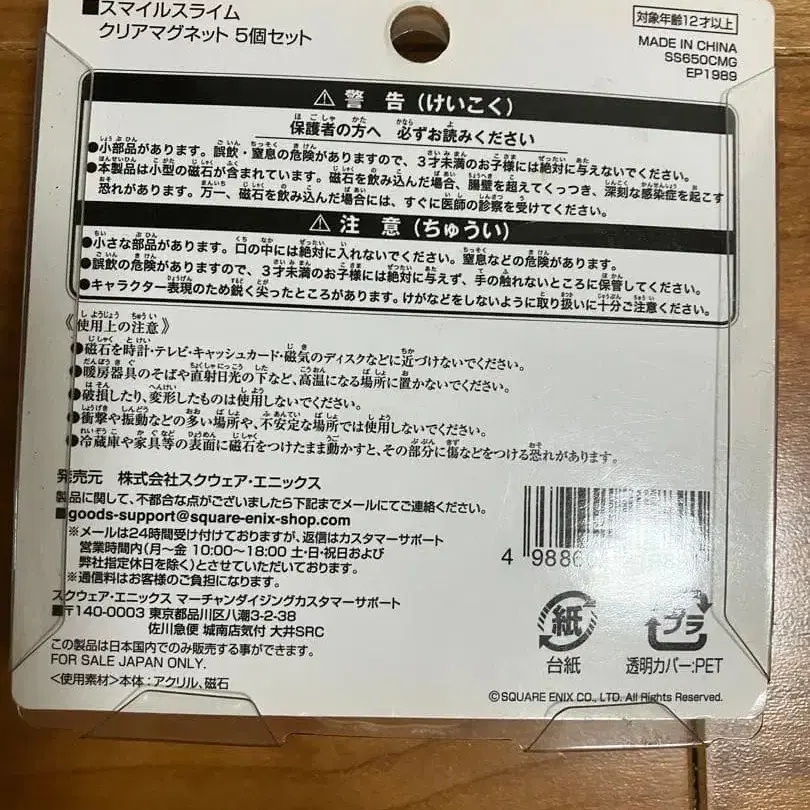 ■スマイルスライム
クリアマグネット 5個セット
対象年齢12才以上
MADE IN CHINA
SS650CMG
EP1989
⚠警告(けいこく)
保護者の方へ 必ずお読みください
●小部品があります。誤飲・窒息の危険がありますので、3才未満のお子様には絶対に与えないでください。
●本製品は小型の磁石が含まれています。磁石を飲み込んだ場合、腸壁を超えてくっつき、深刻な感染症を起こす
恐れがあります。万一、磁石を飲み込んだ場合には、すぐに医師の診察を受けてください。
⚠注意(ちゅうい)
●小さな部品があります。口の中には絶対に入れないでください。窒息などの危険があります。
●誤飲の危険がありますので、3才未満のお子様には絶対に与えず、手の触れないところに保管してください。
●キャラクター表現のため鋭く尖ったところがあります。けがなどをしないように取り扱いに十分ご注意ください。
《使用上の注意》
●磁石を時計・テレビ・キャッシュカード・磁気のディスクなどに近づけないでください。
●暖房器具のそばや直射日光の下など、高温になる場所に置かないでください。
●破損したり、変形したものは使用しないでください。
●衝撃や振動などの多い場所や、不安定な場所では使用しないでください。
●冷蔵庫や家具等の表面に磁石をつけたまま動かすと、その部分に傷などをつける恐れがあります。
発売元 株式会社スクウェア・エニックス
製品に関して、不都合な点がございましたら下記までメールにてご連絡ください。
■goods-support@square-enix-shop.com
※メールは24時間受け付けておりますが、返信はカスタマーサポート
営業時間内(月〜金 10:00〜18:00 土・日・祝日および
弊社指定休日を除く)とさせていただいております。
※通信料はお客様のご負担になります。
スクウェア・エニックス マーチャンダイジングカスタマーサポート
■〒140-0003 東京都品川区八潮3-2-38
佐川急便 城南店気付 大井SRC
この製品は日本国内でのみ販売する事ができます。
FOR SALE JAPAN ONLY.
<使用素材>本体:アクリル、磁石
4 9886
紙
台紙
プラ
透明カバー:PET
©SQUARE ENIX CO., LTD. All Rights Reserved.